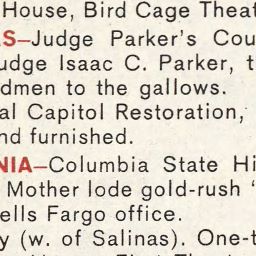 House, Bird Cage Theat
S—Judge Parker's Cou
udge Isaac C. Parker, t
dmen to the gallows.
al Capitol Restoration,
nd furnished.
NIA—Columbia State Hi
Mother lode gold-rush "
ells Fargo office.
y (w. of Salinas). One-t